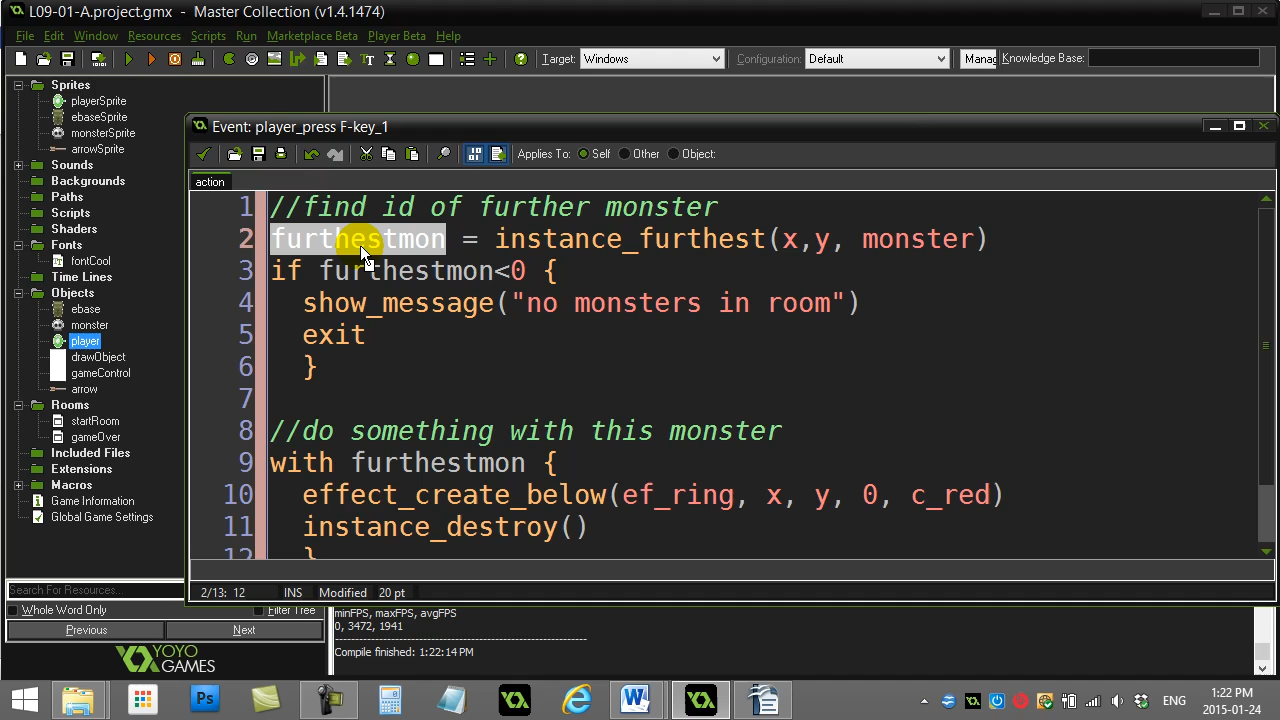 L09-01-A.project.gmx - Master Collection (v1.4.1474)
File Edit Window Resources Scripts Run Marketplace Beta Player Beta Help
Target: Windows Configuration: Default Manag Knowledge Base:
Sprites
playerSprite
ebaseSprite
monsterSprite
arrowSprite
Sounds
Backgrounds
Paths
Scripts
Shaders
Fonts
fontCool
Time Lines
Objects
ebase
monster
player
drawObject
gameControl
arrow
Rooms
startRoom
gameOver
Included Files
Extensions
Macros
Game Information
Global Game Settings
Search For Resources...
Whole Word Only Filter Tree
Previous Next
YOYO
GAMES
Event: player_press F-key_1
Applies To: Self Other Object:
action
1 //find id of further monster
2 furthestmon = instance_furthest(x,y, monster)
3 if furthestmon<0 {
4 show_message("no monsters in room")
5 exit
6 }
7
8 //do something with this monster
9 with furthestmon {
10 effect_create_below(ef_ring, x, y, 0, c_red)
11 instance_destroy()
12 }
2/13: 12 INS Modified 20 pt
minFPS, maxFPS, avgFPS
0, 3472, 1941
Compile finished: 1:22:14 PM
Ps W ENG 1:22 PM
2015-01-24